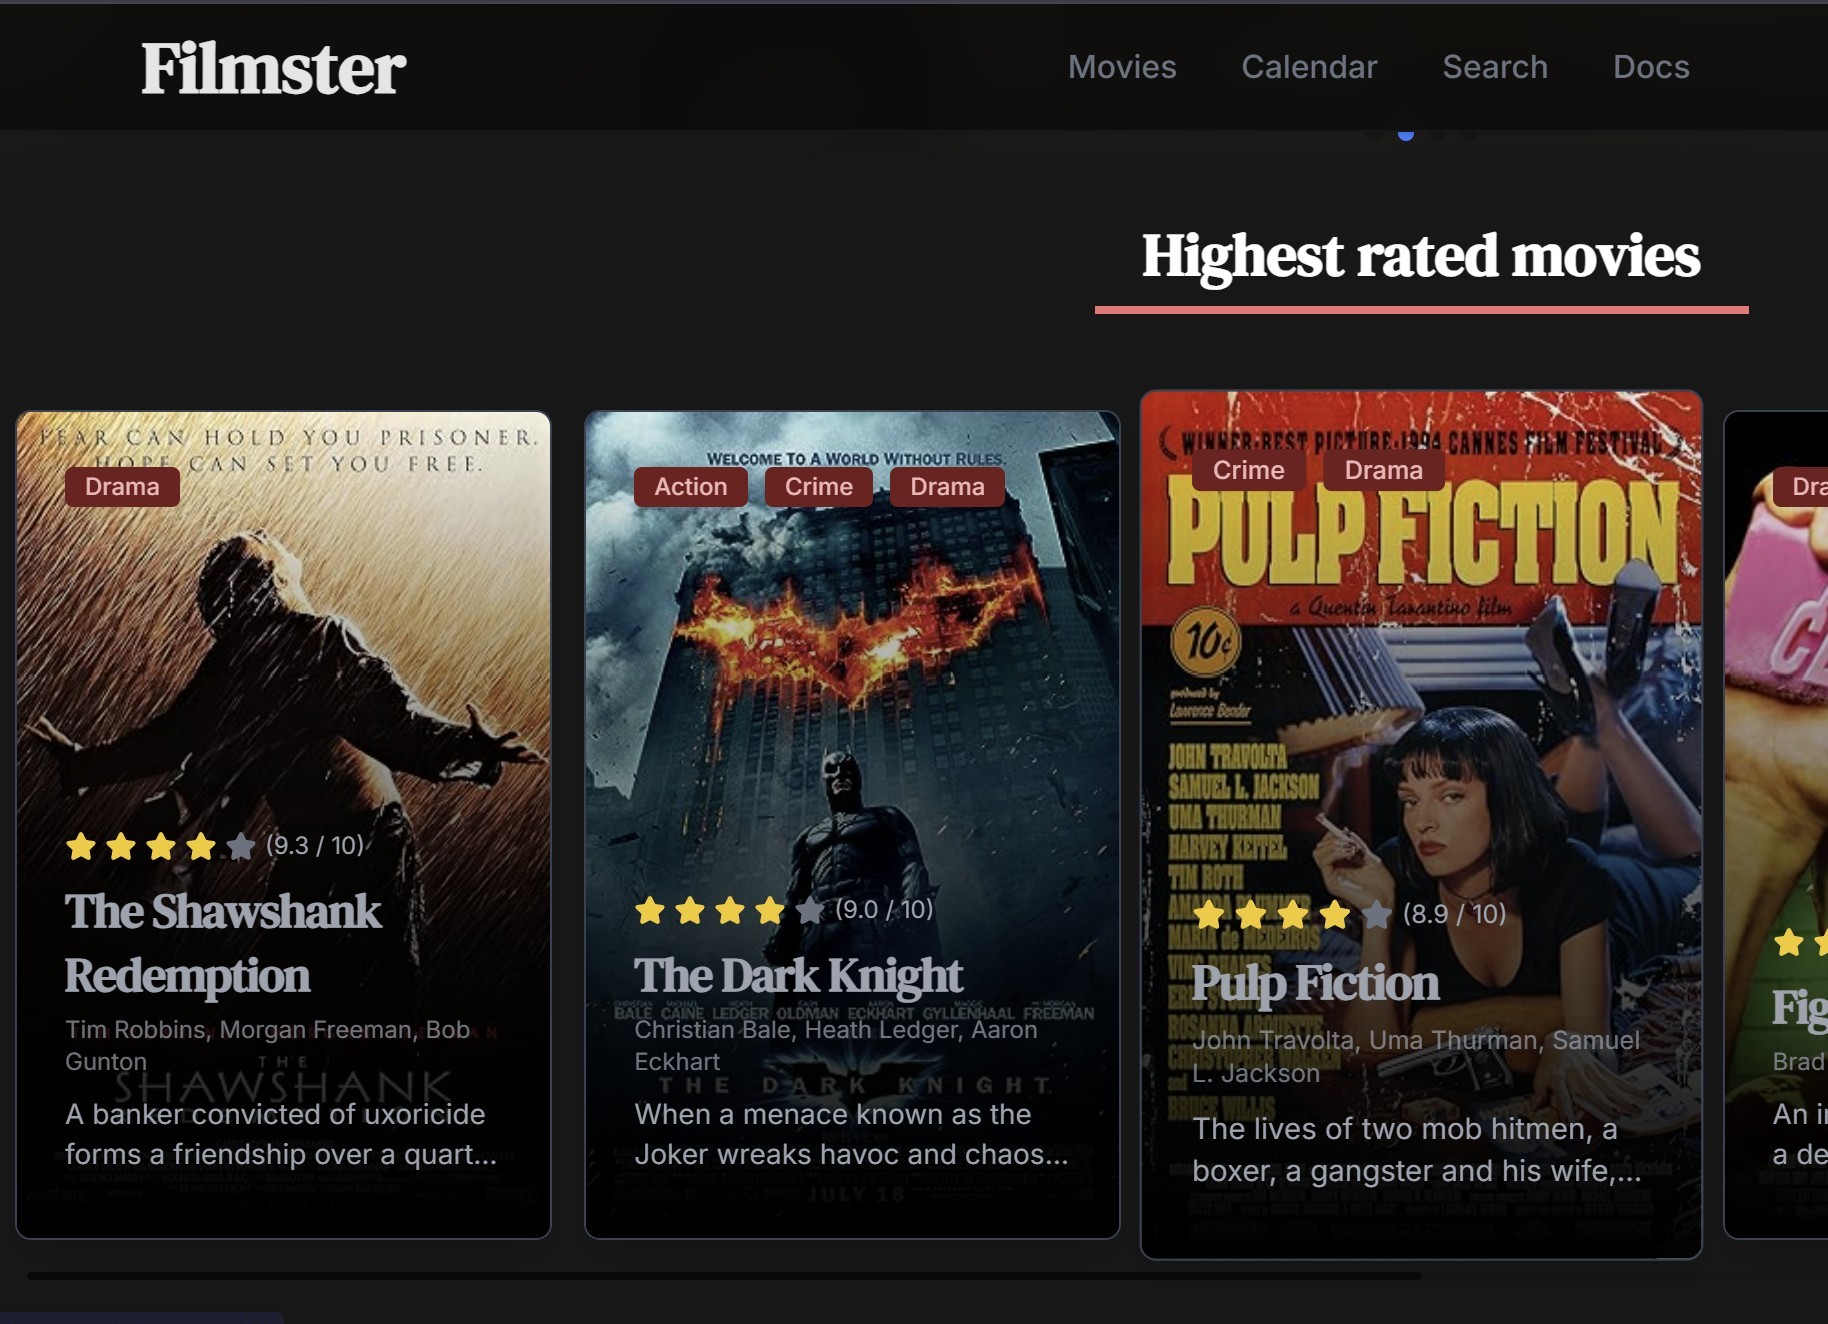 Filmster
Movies
Calendar
Search
Docs
Highest rated movies
FEAR CAN HOLD YOU PRISONER.
HOPE CAN SET YOU FREE.
Drama
(9.3 / 10)
The Shawshank
Redemption
Tim Robbins, Morgan Freeman, Bob
Gunton
THE
SHAWSHANK
A banker convicted of uxoricide
forms a friendship over a quart...
WELCOME TO A WORLD WITHOUT RULES.
Action
Crime
Drama
(9.0 / 10)
The Dark Knight
BALE CAINE LEDGER OLDMAN ECKHART GYLLENHAAL FREEMAN
Christian Bale, Heath Ledger, Aaron
Eckhart
THE DARK KNIGHT
When a menace known as the
Joker wreaks havoc and chaos...
JULY 18
WINNER·BEST PICTURE·1994 CANNES FILM FESTIVAL
Crime
Drama
PULP FICTION
a Quentin Tarantino film
10¢
produced by
Lawrence Bender
JOHN TRAVOLTA
SAMUEL L. JACKSON
UMA THURMAN
HARVEY KEITEL
TIM ROTH
(8.9 / 10)
MARIA de MEDEIROS
Pulp Fiction
John Travolta, Uma Thurman, Samuel
L. Jackson
CHRISTOPHER WALKEN
and
BRUCE WILLIS
The lives of two mob hitmen, a
boxer, a gangster and his wife,...
Dra
Fig
Brad
An i
a de